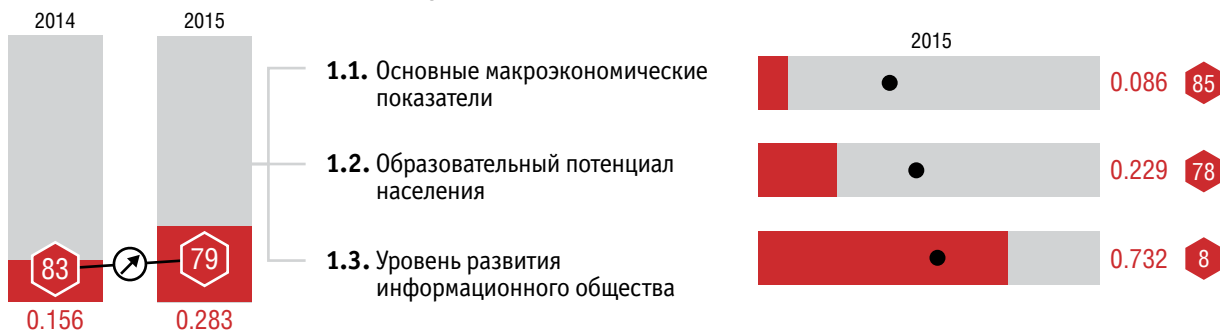 2014
2015
83
79
0.156
0.283
1.1. Основные макроэкономические
показатели
1.2. Образовательный потенциал
населения
1.3. Уровень развития
информационного общества
2015
0.086
85
0.229
78
0.732
8